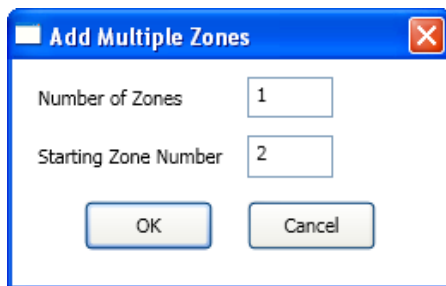 Add Multiple Zones
Number of Zones 1
Starting Zone Number 2
OK Cancel